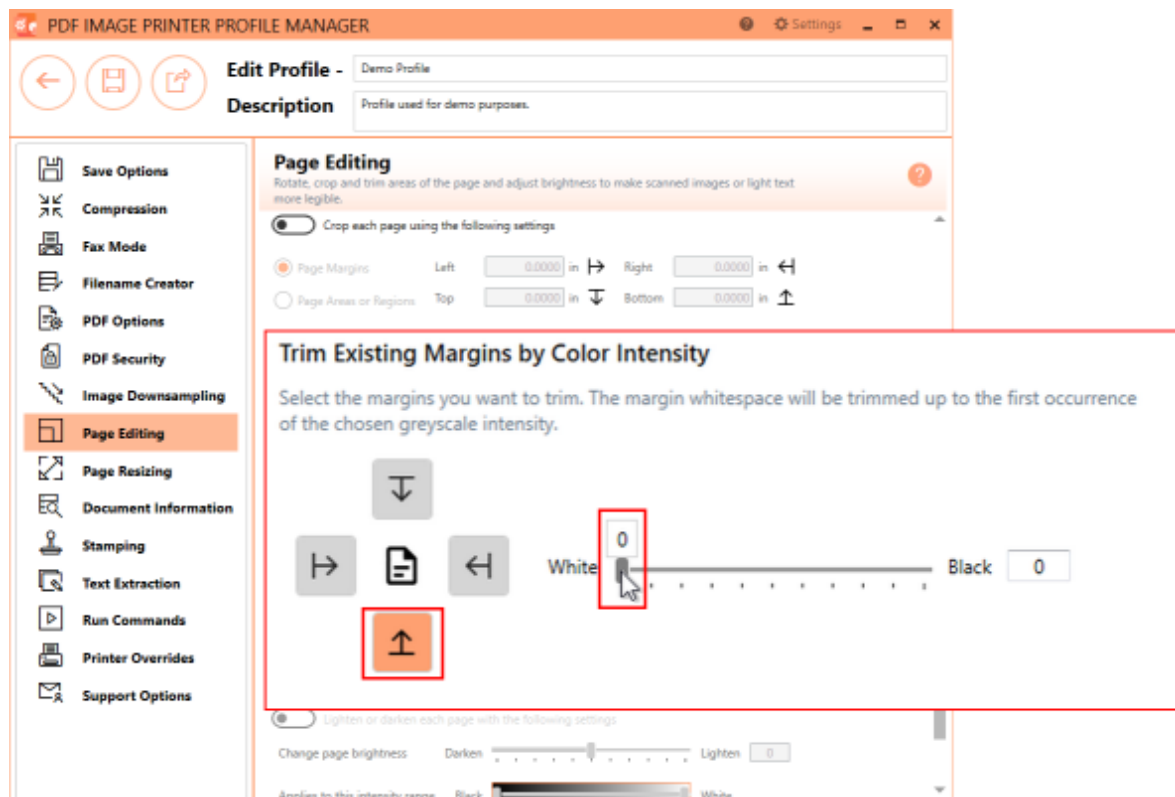 PDF IMAGE PRINTER PROFILE MANAGER
Settings
Edit Profile - Demo Profile
Description Profile used for demo purposes.
Save Options
Compression
Fax Mode
Filename Creator
PDF Options
PDF Security
Image Downsampling
Page Editing
Page Resizing
Document Information
Stamping
Text Extraction
Run Commands
Printer Overrides
Support Options
Page Editing
?
Rotate, crop and trim areas of the page and adjust brightness to make scanned images or light text
more legible.
Crop each page using the following settings
Page Margins Left 0.0000 in Right 0.0000 in
Page Areas or Regions Top 0.0000 in Bottom 0.0000 in
Trim Existing Margins by Color Intensity
Select the margins you want to trim. The margin whitespace will be trimmed up to the first occurrence
of the chosen greyscale intensity.
0
White Black 0
Lighten or darken each page with the following settings
Change page brightness Darken Lighten 0
Applies to this intensity range Black White